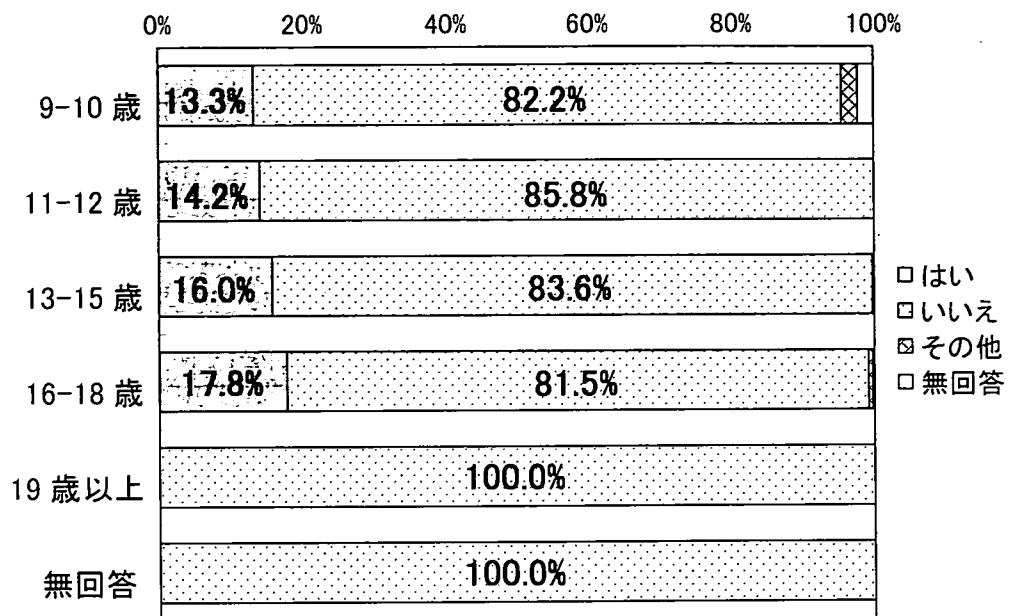 0% 20% 40% 60% 80% 100%
9-10 歳 13.3% 82.2%
11-12 歳 14.2% 85.8%
13-15 歳 16.0% 83.6%
16-18 歳 17.8% 81.5%
19 歳以上 100.0%
無回答 100.0%
はい
いいえ
その他
無回答